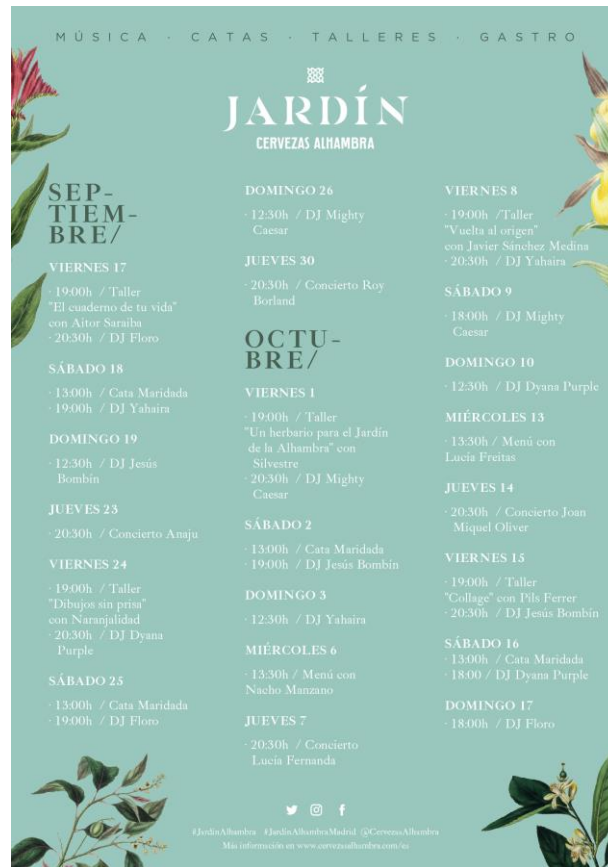 MÚSICA · CATAS · TALLERES · GASTRO
JARDÍN
CERVEZAS ALHAMBRA
SEP-
TIEM-
BRE/
VIERNES 17
· 19:00h / Taller
"El cuaderno de tu vida"
con Aitor Saraiba
· 20:30h / DJ Floro
SÁBADO 18
· 13:00h / Cata Maridada
· 19:00h / DJ Yahaira
DOMINGO 19
· 12:30h / DJ Jesús
Bombín
JUEVES 23
· 20:30h / Concierto Anaju
VIERNES 24
· 19:00h / Taller
"Dibujos sin prisa"
con Naranjalidad
· 20:30h / DJ Dyana
Purple
SÁBADO 25
· 13:00h / Cata Maridada
· 19:00h / DJ Floro
DOMINGO 26
· 12:30h / DJ Mighty
Caesar
JUEVES 30
· 20:30h / Concierto Roy
Borland
OCTU-
BRE/
VIERNES 1
· 19:00h / Taller
"Un herbario para el Jardín
de la Alhambra" con
Silvestre
· 20:30h / DJ Mighty
Caesar
SÁBADO 2
· 13:00h / Cata Maridada
· 19:00h / DJ Jesús Bombín
DOMINGO 3
· 12:30h / DJ Yahaira
MIÉRCOLES 6
· 13:30h / Menú con
Nacho Manzano
JUEVES 7
· 20:30h / Concierto
Lucía Fernanda
VIERNES 8
· 19:00h /Taller
"Vuelta al origen"
con Javier Sánchez Medina
· 20:30h / DJ Yahaira
SÁBADO 9
· 18:00h / DJ Mighty
Caesar
DOMINGO 10
· 12:30h / DJ Dyana Purple
MIÉRCOLES 13
· 13:30h / Menú con
Lucía Freitas
JUEVES 14
· 20:30h / Concierto Joan
Miquel Oliver
VIERNES 15
· 19:00h / Taller
"Collage" con Pils Ferrer
· 20:30h / DJ Jesús Bombín
SÁBADO 16
· 13:00h / Cata Maridada
· 18:00 / DJ Dyana Purple
DOMINGO 17
· 18:00h / DJ Floro
#JardínAlhambra #JardínAlhambraMadrid @CervezasAlhambra
Más información en www.cervezasalhambra.com/es